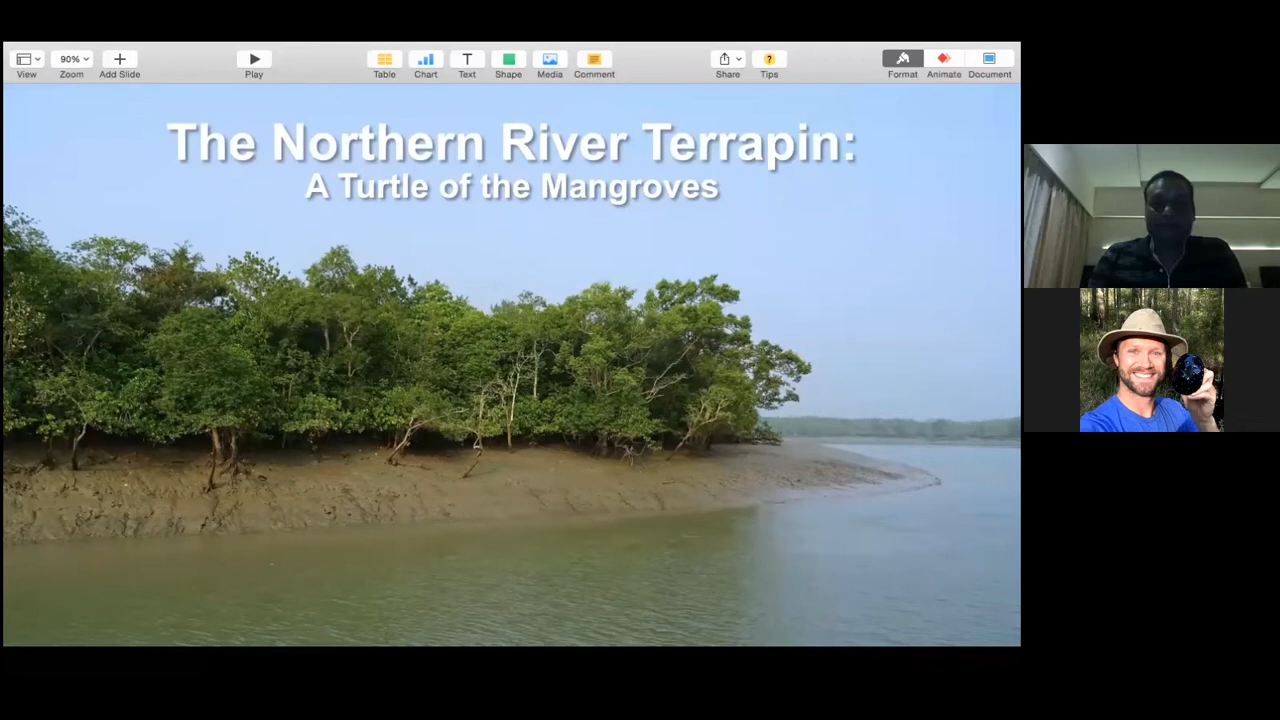 90%
View Zoom Add Slide Play Table Chart Text Shape Media Comment Share Tips Format Animate Document
The Northern River Terrapin:
A Turtle of the Mangroves